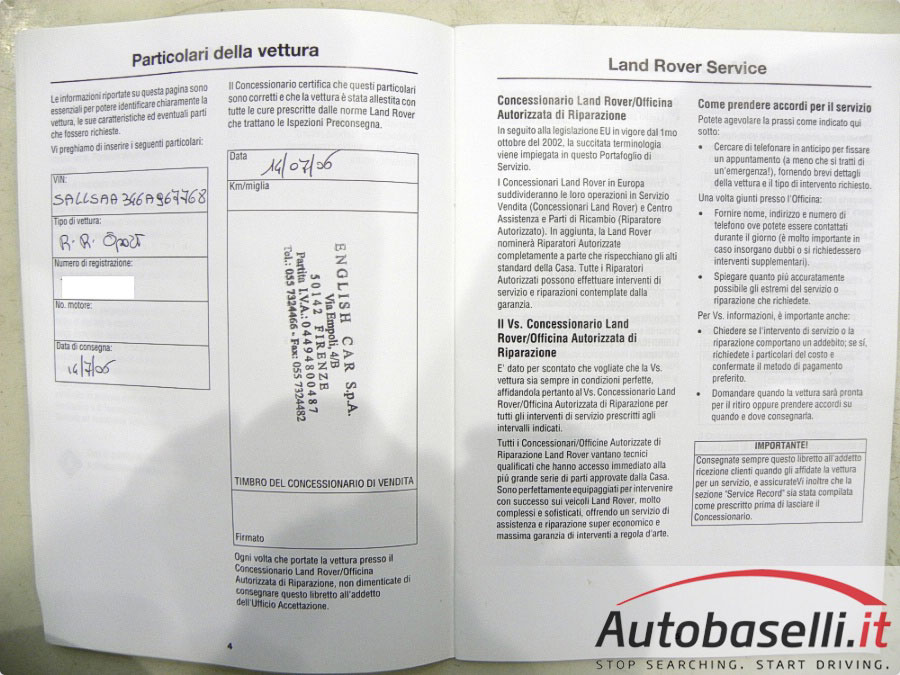 Particolari della vettura
Le informazioni riportate su questa pagina sono
essenziali per potere identificare chiaramente la
vettura, le sue caratteristiche ed eventuali parti
che fossero richieste.
Vi preghiamo di inserire i seguenti particolari:
VIN:
SALLSAA346A967768
Tipo di vettura:
R.R. Sport
Numero di registrazione:
No. motore:
Data di consegna:
14/7/06
Il Concessionario certifica che questi particolari
sono corretti e che la vettura è stata allestita con
tutte le cure prescritte dalle norme Land Rover
che trattano le Ispezioni Preconsegna.
Data
14/07/06
Km/miglia
ENGLISH CAR S.p.A.
Via Empoli, 4/B
50142 FIRENZE
Partita I.V.A.: 04494800487
Tel.: 055 7324466 - Fax: 055 7324482
TIMBRO DEL CONCESSIONARIO DI VENDITA
Firmato
Ogni volta che portate la vettura presso il
Concessionario Land Rover/Officina
Autorizzata di Riparazione, non dimenticate di
consegnare questo libretto all'addetto
dell'Ufficio Accettazione.
4
Land Rover Service
Concessionario Land Rover/Officina
Autorizzata di Riparazione
In seguito alla legislazione EU in vigore dal 1mo
ottobre del 2002, la succitata terminologia
viene impiegata in questo Portafoglio di
Servizio.
I Concessionari Land Rover in Europa
suddivideranno le loro operazioni in Servizio
Vendita (Concessionari Land Rover) e Centro
Assistenza e Parti di Ricambio (Riparatore
Autorizzato). In aggiunta, la Land Rover
nominerà Riparatori Autorizzate
completamente a parte che rispecchino gli alti
standard della Casa. Tutte i Riparatori
Autorizzati possono effettuare interventi di
servizio e riparazioni contemplate dalla
garanzia.
Il Vs. Concessionario Land
Rover/Officina Autorizzata di
Riparazione
E' dato per scontato che vogliate che la Vs.
vettura sia sempre in condizioni perfette,
affidandola pertanto al Vs. Concessionario Land
Rover/Officina Autorizzata di Riparazione per
tutti gli interventi di servizio prescritti agli
intervalli indicati.
Tutti i Concessionari/Officine Autorizzate di
Riparazione Land Rover vantano tecnici
qualificati che hanno accesso immediato alla
più grande serie di parti approvate dalla Casa.
Sono perfettamente equipaggiati per intervenire
con successo sui veicoli Land Rover, molto
complessi e sofisticati, offrendo un servizio di
assistenza e riparazione super economico e
massima garanzia di interventi a regola d'arte.
Come prendere accordi per il servizio
Potete agevolare la prassi come indicato qui
sotto:
• Cercare di telefonare in anticipo per fissare
un appuntamento (a meno che si tratti di
un'emergenza!), fornendo brevi dettagli
della vettura e il tipo di intervento richiesto.
Una volta giunti presso l'Officina:
• Fornire nome, indirizzo e numero di
telefono ove potete essere contattati
durante il giorno (è molto importante in
caso insorgano dubbi o si richiedessero
interventi supplementari).
• Spiegare quanto più accuratamente
possibile gli estremi del servizio o
riparazione che richiedete.
Per Vs. informazioni, è importante anche:
• Chiedere se l'intervento di servizio o la
riparazione comportano un addebito; se sí,
richiedete i particolari del costo e
confermate il metodo di pagamento
preferito.
• Domandare quando la vettura sarà pronta
per il ritiro oppure prendere accordi su
quando e dove consegnarla.
IMPORTANTE!
Consegnate sempre questo libretto all'addetto
ricezione clienti quando gli affidate la vettura
per un servizio, e assicurateVi inoltre che la
sezione "Service Record" sia stata compilata
come prescritto prima di lasciare il
Concessionario.
Autobaselli.it
STOP SEARCHING. START DRIVING.